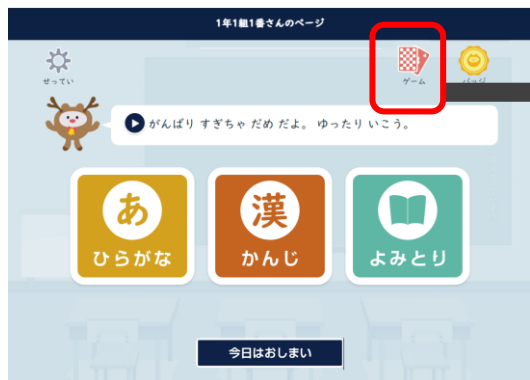 1年1組1番さんのページ
せってい
ゲーム
バッジ
がんばり すぎちゃ だめ だよ。 ゆったり いこう。
あ
ひらがな
漢
かんじ
よみとり
今日はおしまい